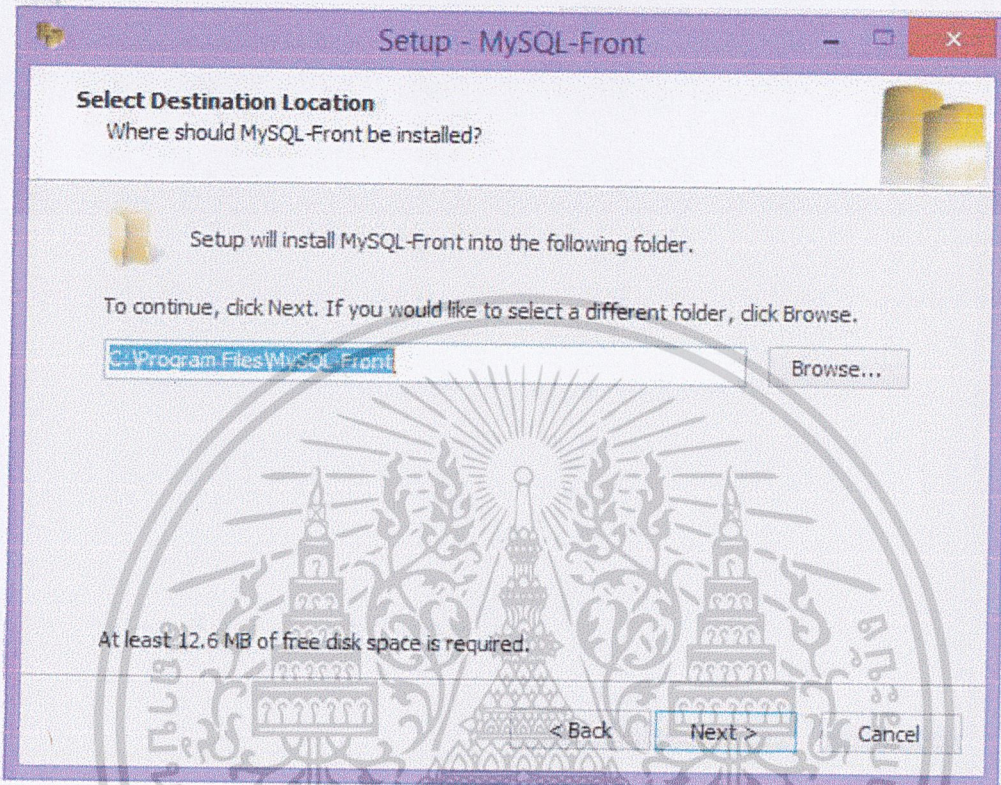 Setup - MySQL-Front
Select Destination Location
Where should MySQL-Front be installed?
Setup will install MySQL-Front into the following folder.
To continue, click Next. If you would like to select a different folder, click Browse.
C:\Program Files\MySQL-Front
Browse...
At least 12.6 MB of free disk space is required.
< Back
Next >
Cancel